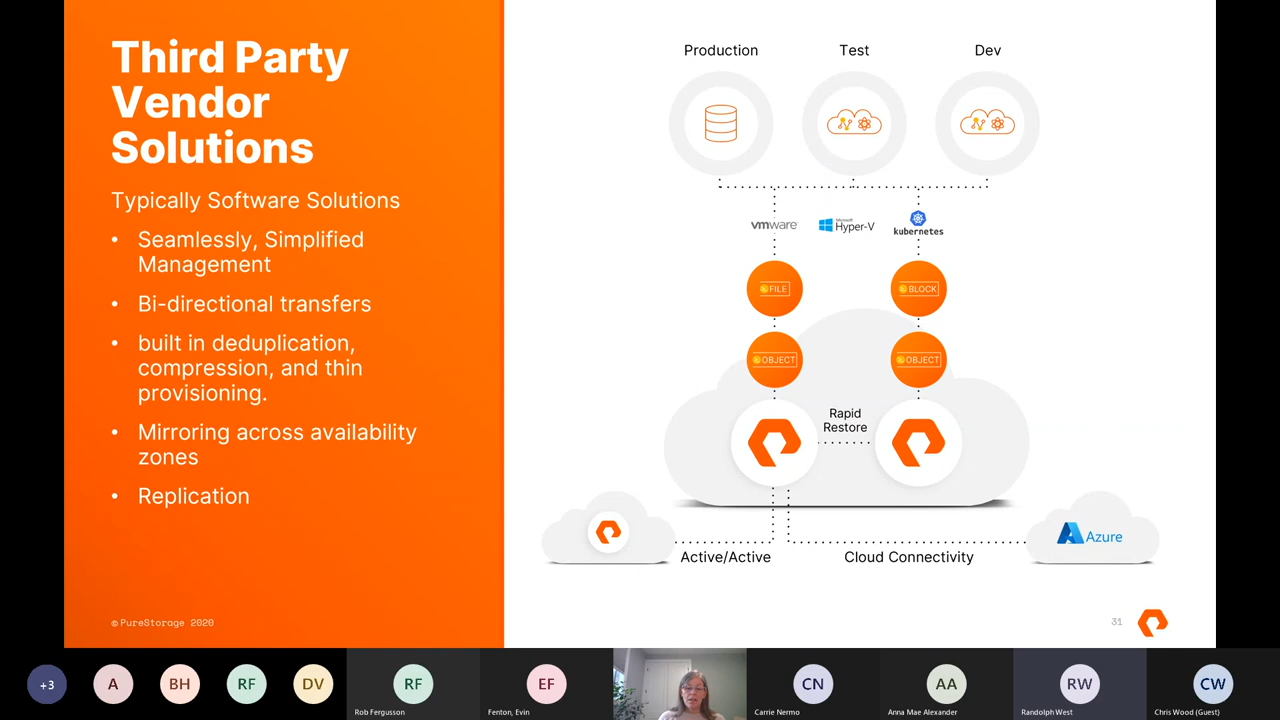 Third Party
Vendor
Solutions
Typically Software Solutions
• Seamlessly, Simplified
Management
• Bi-directional transfers
• built in deduplication,
compression, and thin
provisioning.
• Mirroring across availability
zones
• Replication
© PureStorage 2020
Production
Test
Dev
vmware
Microsoft
Hyper-V
kubernetes
FILE
BLOCK
OBJECT
OBJECT
Rapid
Restore
Azure
Active/Active
Cloud Connectivity
31
+3
A
BH
RF
DV
RF
Rob Fergusson
EF
Fenton, Evin
CN
Carrie Nermo
AA
Anna Mae Alexander
RW
Randolph West
CW
Chris Wood (Guest)